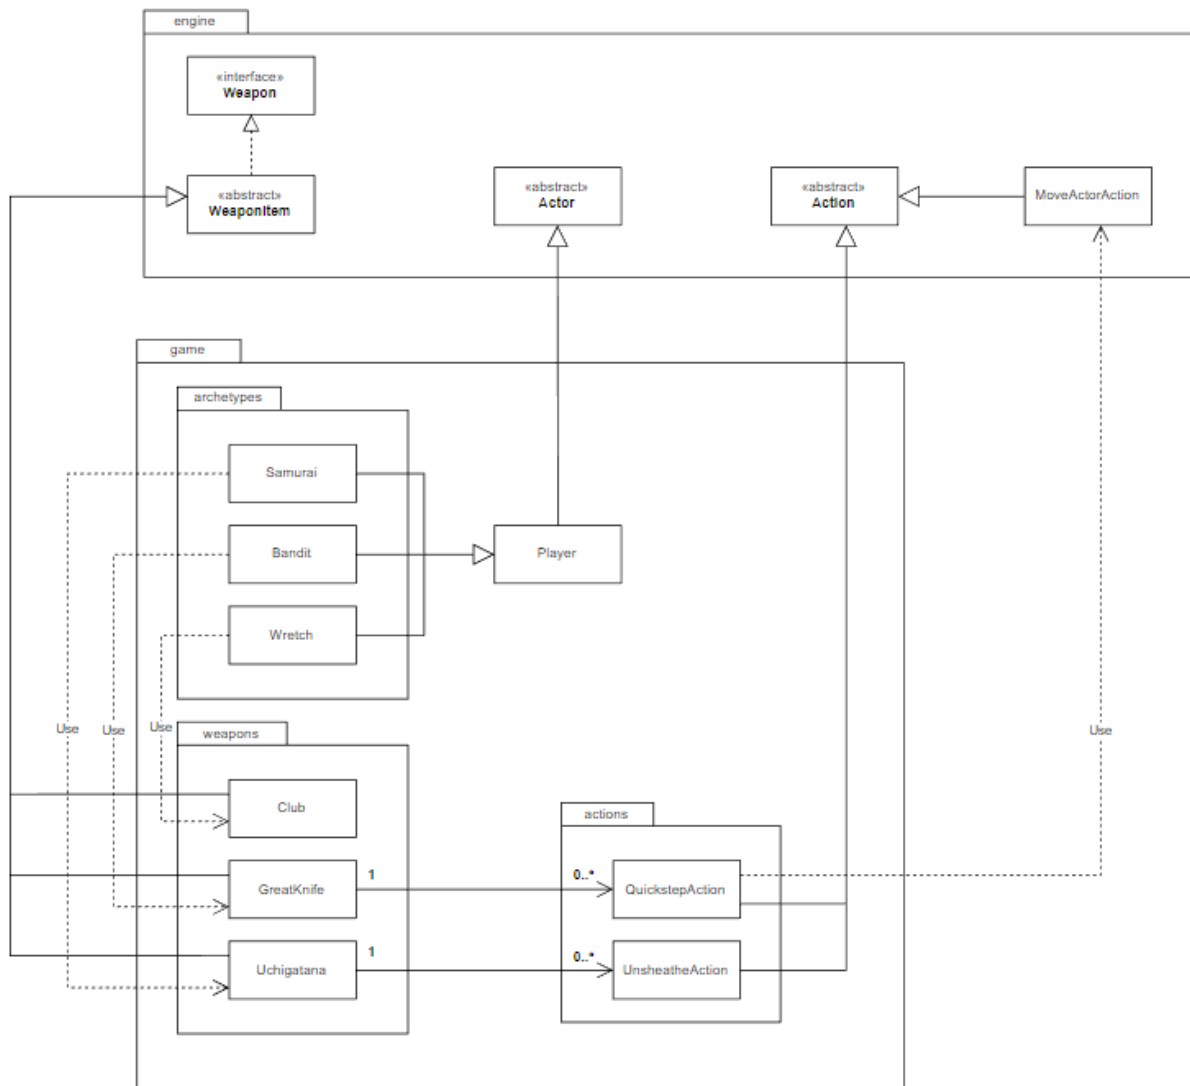 engine
«interface»
Weapon
«abstract»
WeaponItem
«abstract»
Actor
«abstract»
Action
MoveActorAction
game
archetypes
Samurai
Bandit
Player
Wretch
Use
Use
Use
Use
weapons
Club
actions
GreatKnife
1
0..*
QuickstepAction
Uchigatana
1
0..*
UnsheatheAction